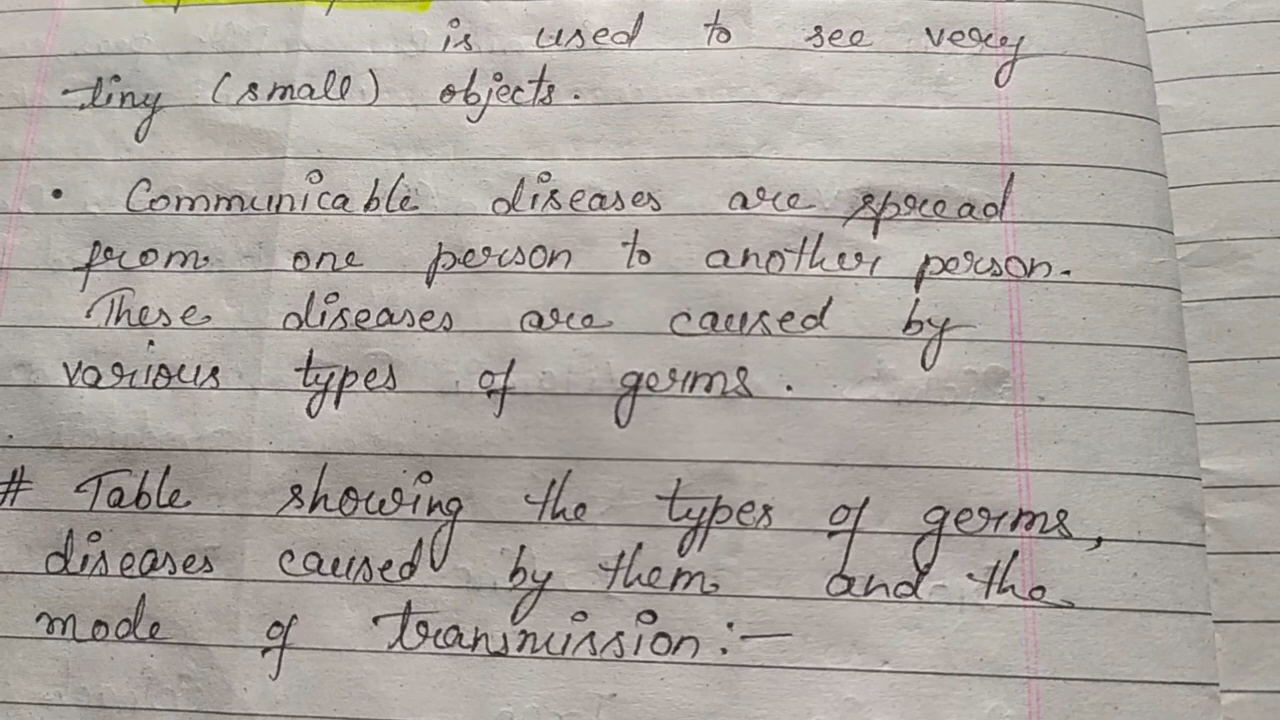 is used to see very
tiny (small) objects.
• Communicable diseases are spread
from one person to another person.
These diseases are caused by
various types of germs.
# Table showing the types of germs,
diseases caused by them and the
mode of transmission:-